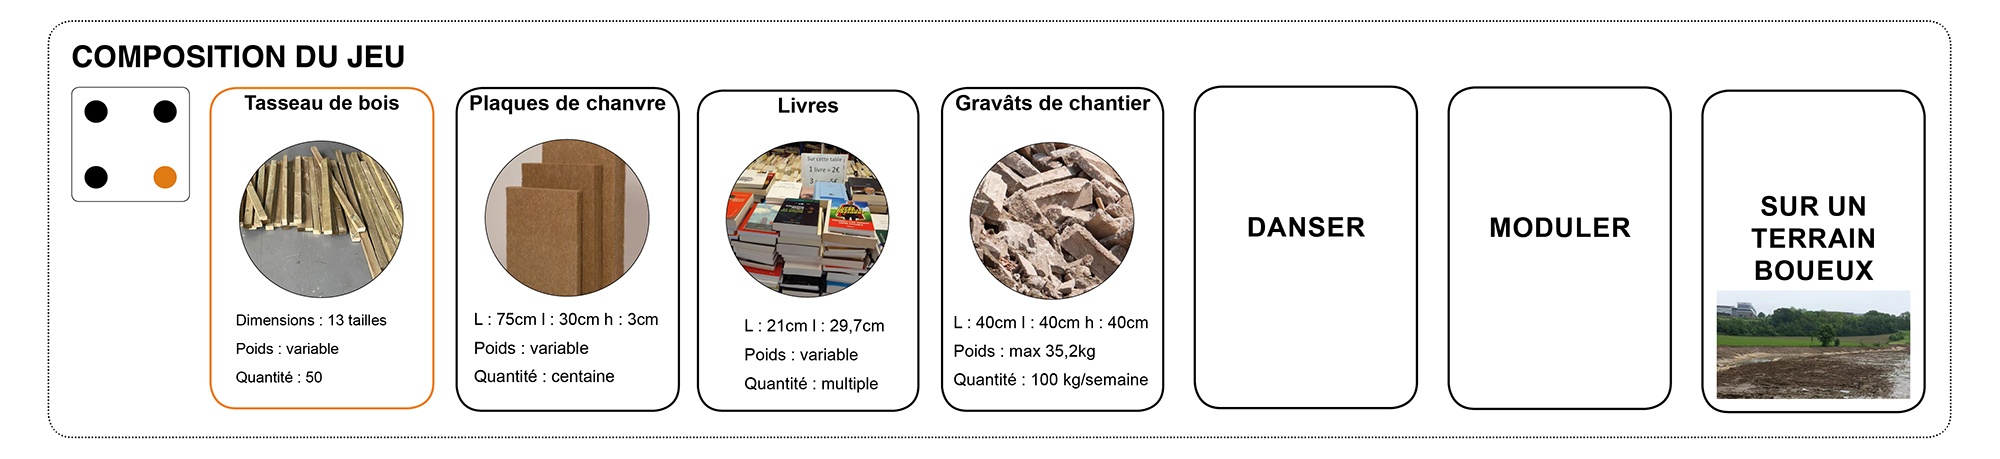 COMPOSITION DU JEU
Tasseau de bois
Dimensions : 13 tailles
Poids : variable
Quantité : 50
Plaques de chanvre
L : 75cm l : 30cm h : 3cm
Poids : variable
Quantité : centaine
Livres
Sur cette table
1 livre = 2€
L : 21cm l : 29,7cm
Poids : variable
Quantité : multiple
Gravâts de chantier
L : 40cm l : 40cm h : 40cm
Poids : max 35,2kg
Quantité : 100 kg/semaine
DANSER
MODULER
SUR UN
TERRAIN
BOUEUX